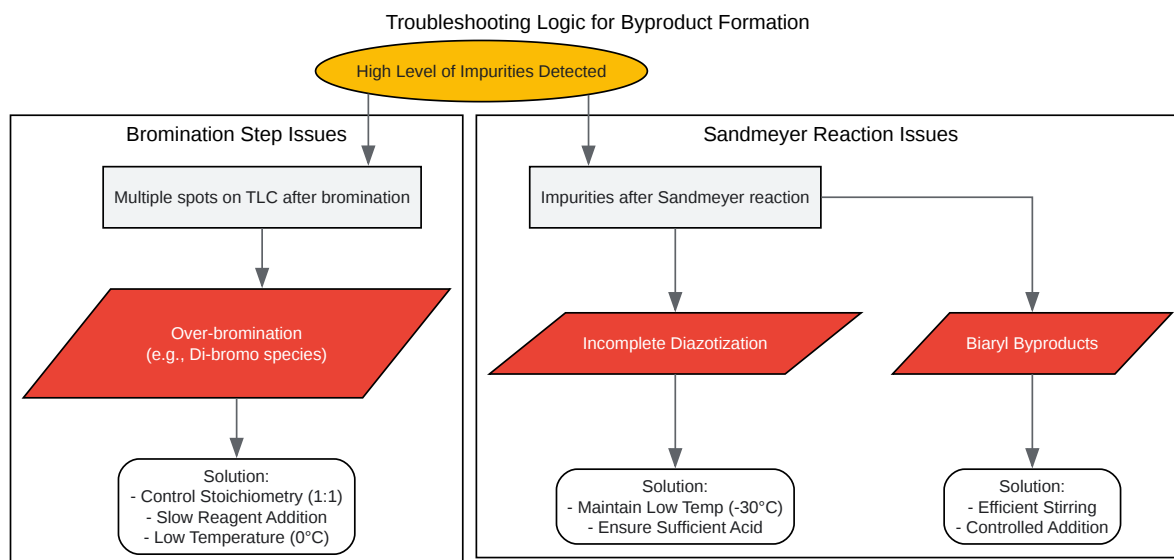 Troubleshooting Logic for Byproduct Formation
High Level of Impurities Detected
Bromination Step Issues
Multiple spots on TLC after bromination
Over-bromination
(e.g., Di-bromo species)
Solution:
- Control Stoichiometry (1:1)
- Slow Reagent Addition
- Low Temperature (0°C)
Sandmeyer Reaction Issues
Impurities after Sandmeyer reaction
Incomplete Diazotization
Solution:
- Maintain Low Temp (-30°C)
- Ensure Sufficient Acid
Biaryl Byproducts
Solution:
- Efficient Stirring
- Controlled Addition